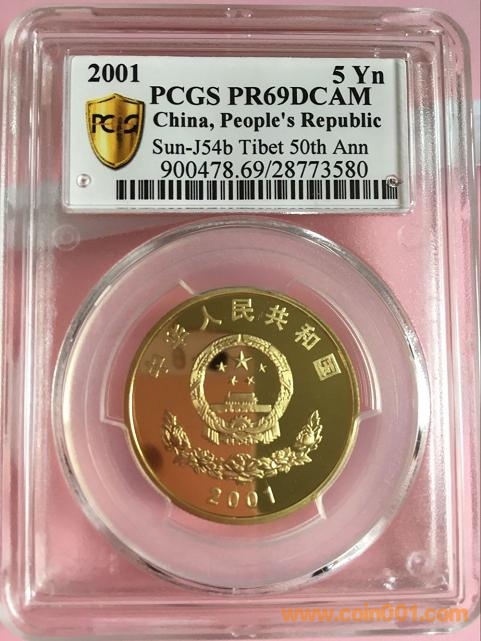 2001 5 Yn
PCGS PR69DCAM
China, People's Republic
Sun-J54b Tibet 50th Ann
900478.69/28773580
PCGS
中华人民共和国
2001
www.coin001.com